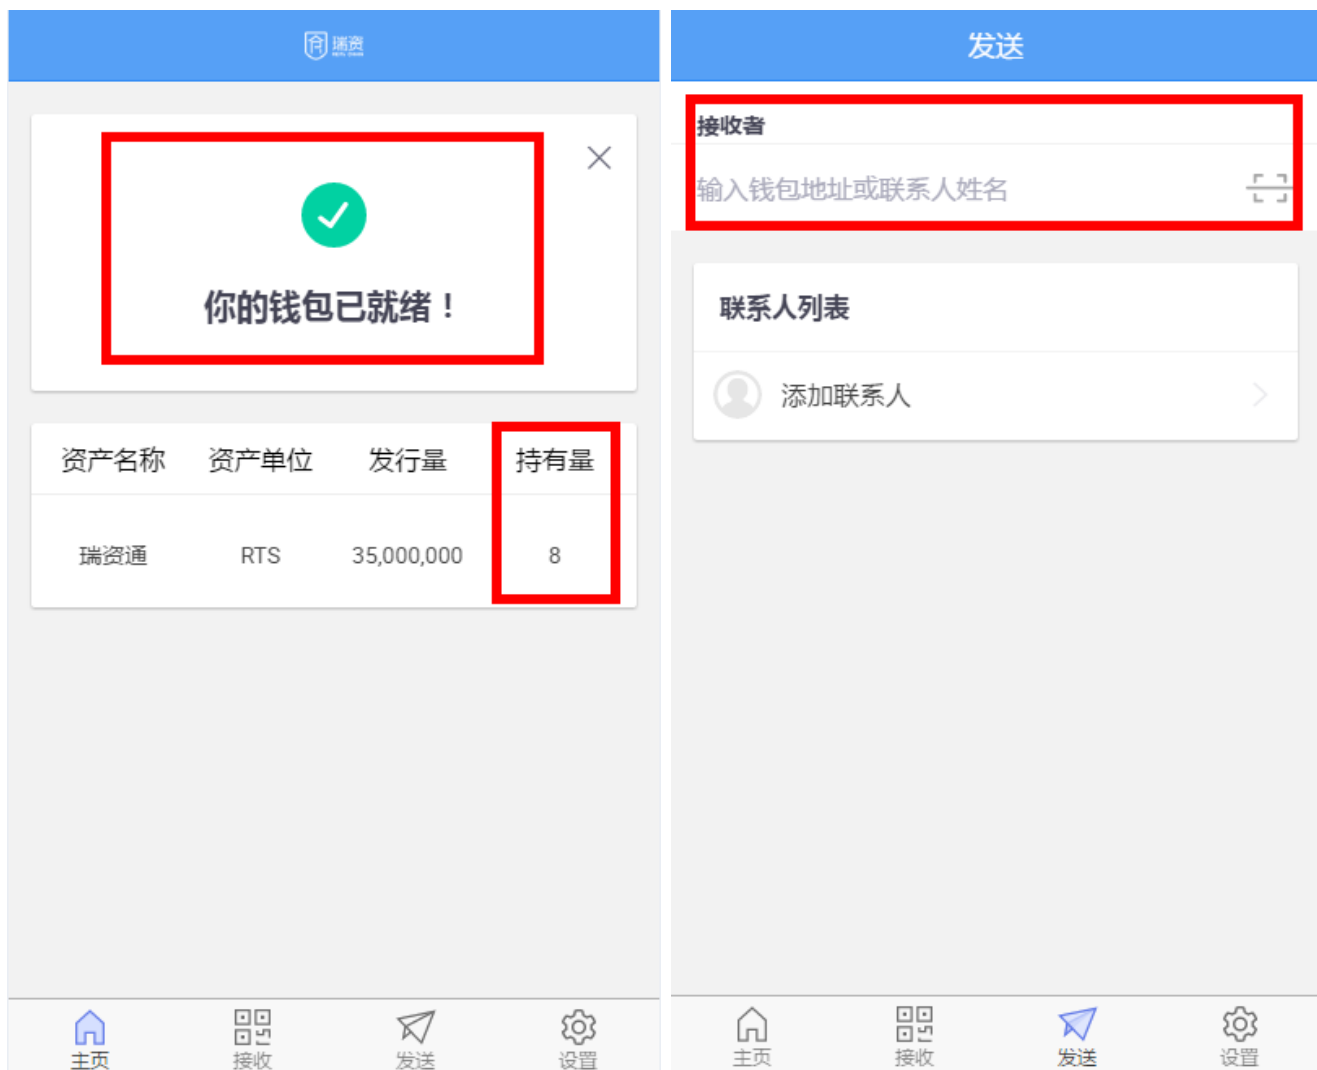 瑞资
你的钱包已就绪！
资产名称 资产单位 发行量 持有量
瑞资通 RTS 35,000,000 8
主页 接收 发送 设置
发送
接收者
输入钱包地址或联系人姓名
联系人列表
添加联系人
主页 接收 发送 设置